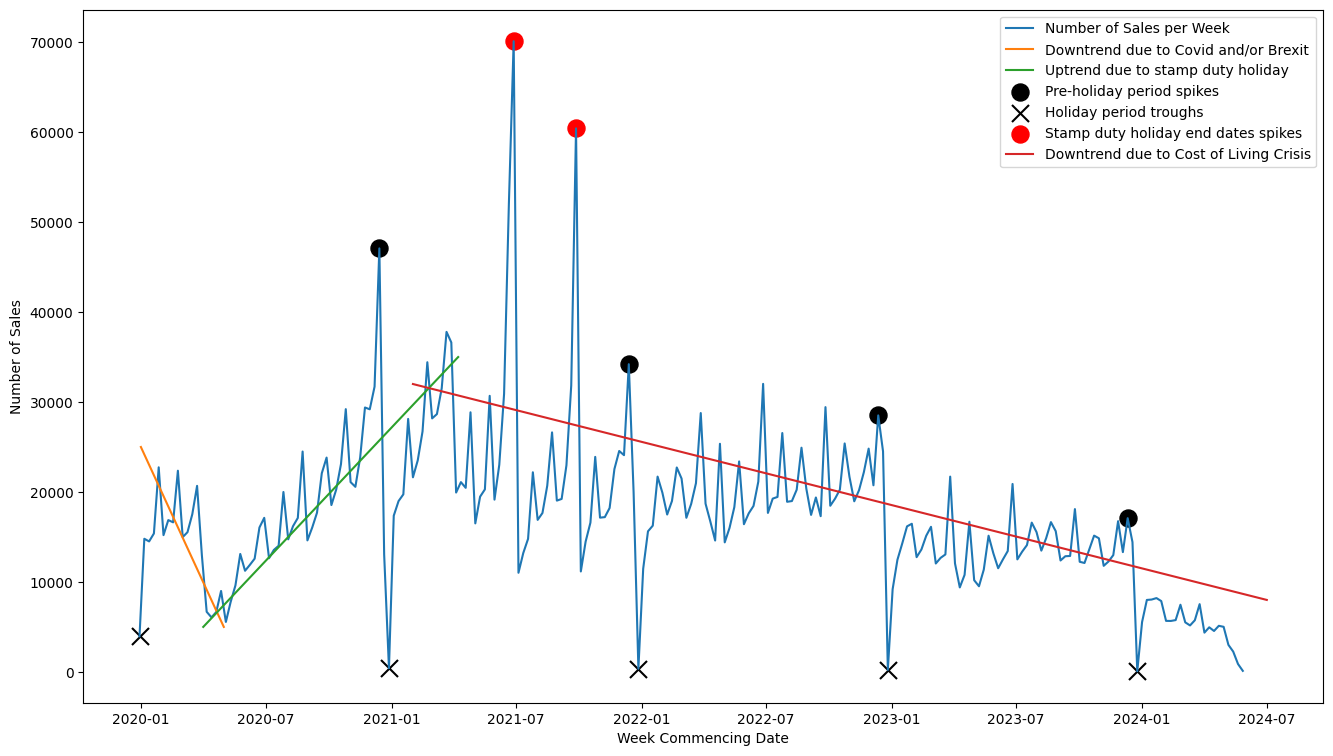 Number of Sales per Week
Downtrend due to Covid and/or Brexit
Uptrend due to stamp duty holiday
Pre-holiday period spikes
Holiday period troughs
Stamp duty holiday end dates spikes
Downtrend due to Cost of Living Crisis
Number of Sales
70000
60000
50000
40000
30000
20000
10000
0
2020-01 2020-07 2021-01 2021-07 2022-01 2022-07 2023-01 2023-07 2024-01 2024-07
Week Commencing Date